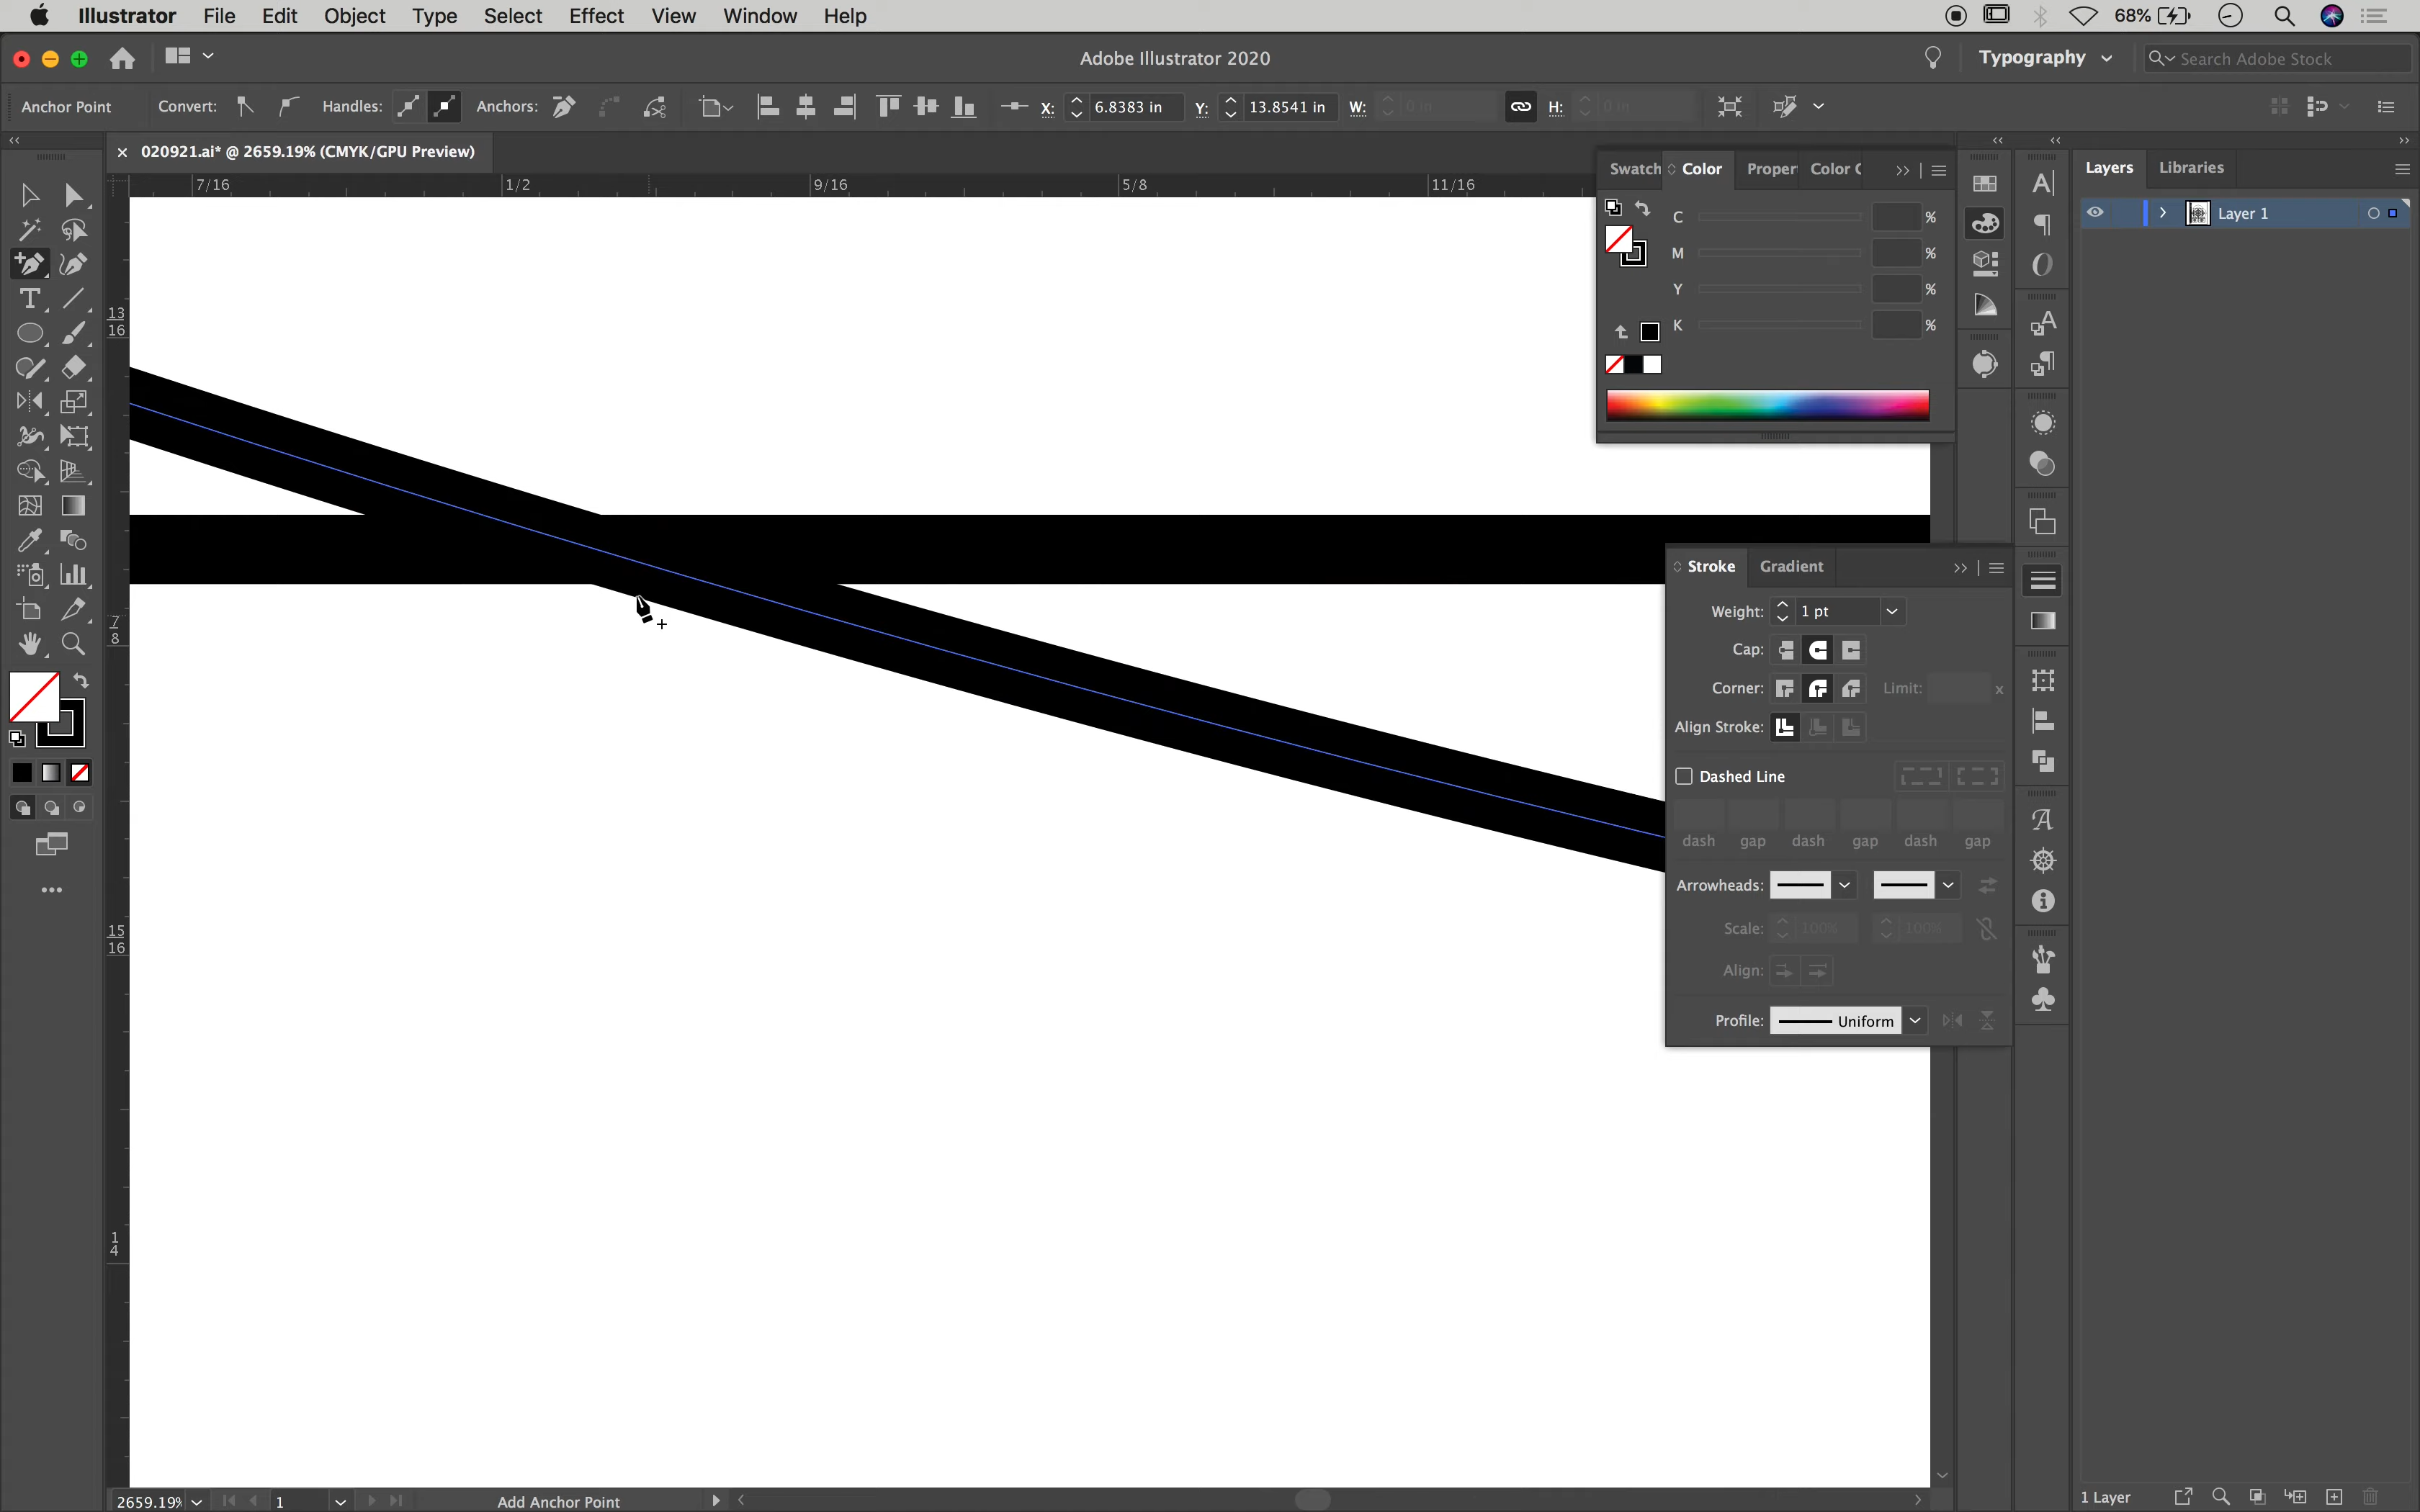 Illustrator File Edit Object Type Select Effect View Window Help 68%
Adobe Illustrator 2020 Typography Search Adobe Stock
Anchor Point Convert: Handles: Anchors: X: 6.8383 in Y: 13.8541 in W: 0 in H: 0 in
020921.ai* @ 2659.19% (CMYK/GPU Preview)
Swatch Color Proper Color C
Layers Libraries
7/16 1/2 9/16 5/8 11/16
Layer 1
C %
M %
Y %
K %
13
16
7
8
15
16
1
4
Stroke Gradient
Weight: 1 pt
Cap:
Corner: Limit: x
Align Stroke:
Dashed Line
dash gap dash gap dash gap
Arrowheads:
Scale: 100% 100%
Align:
Profile: Uniform
2659.19% 1 Add Anchor Point
1 Layer